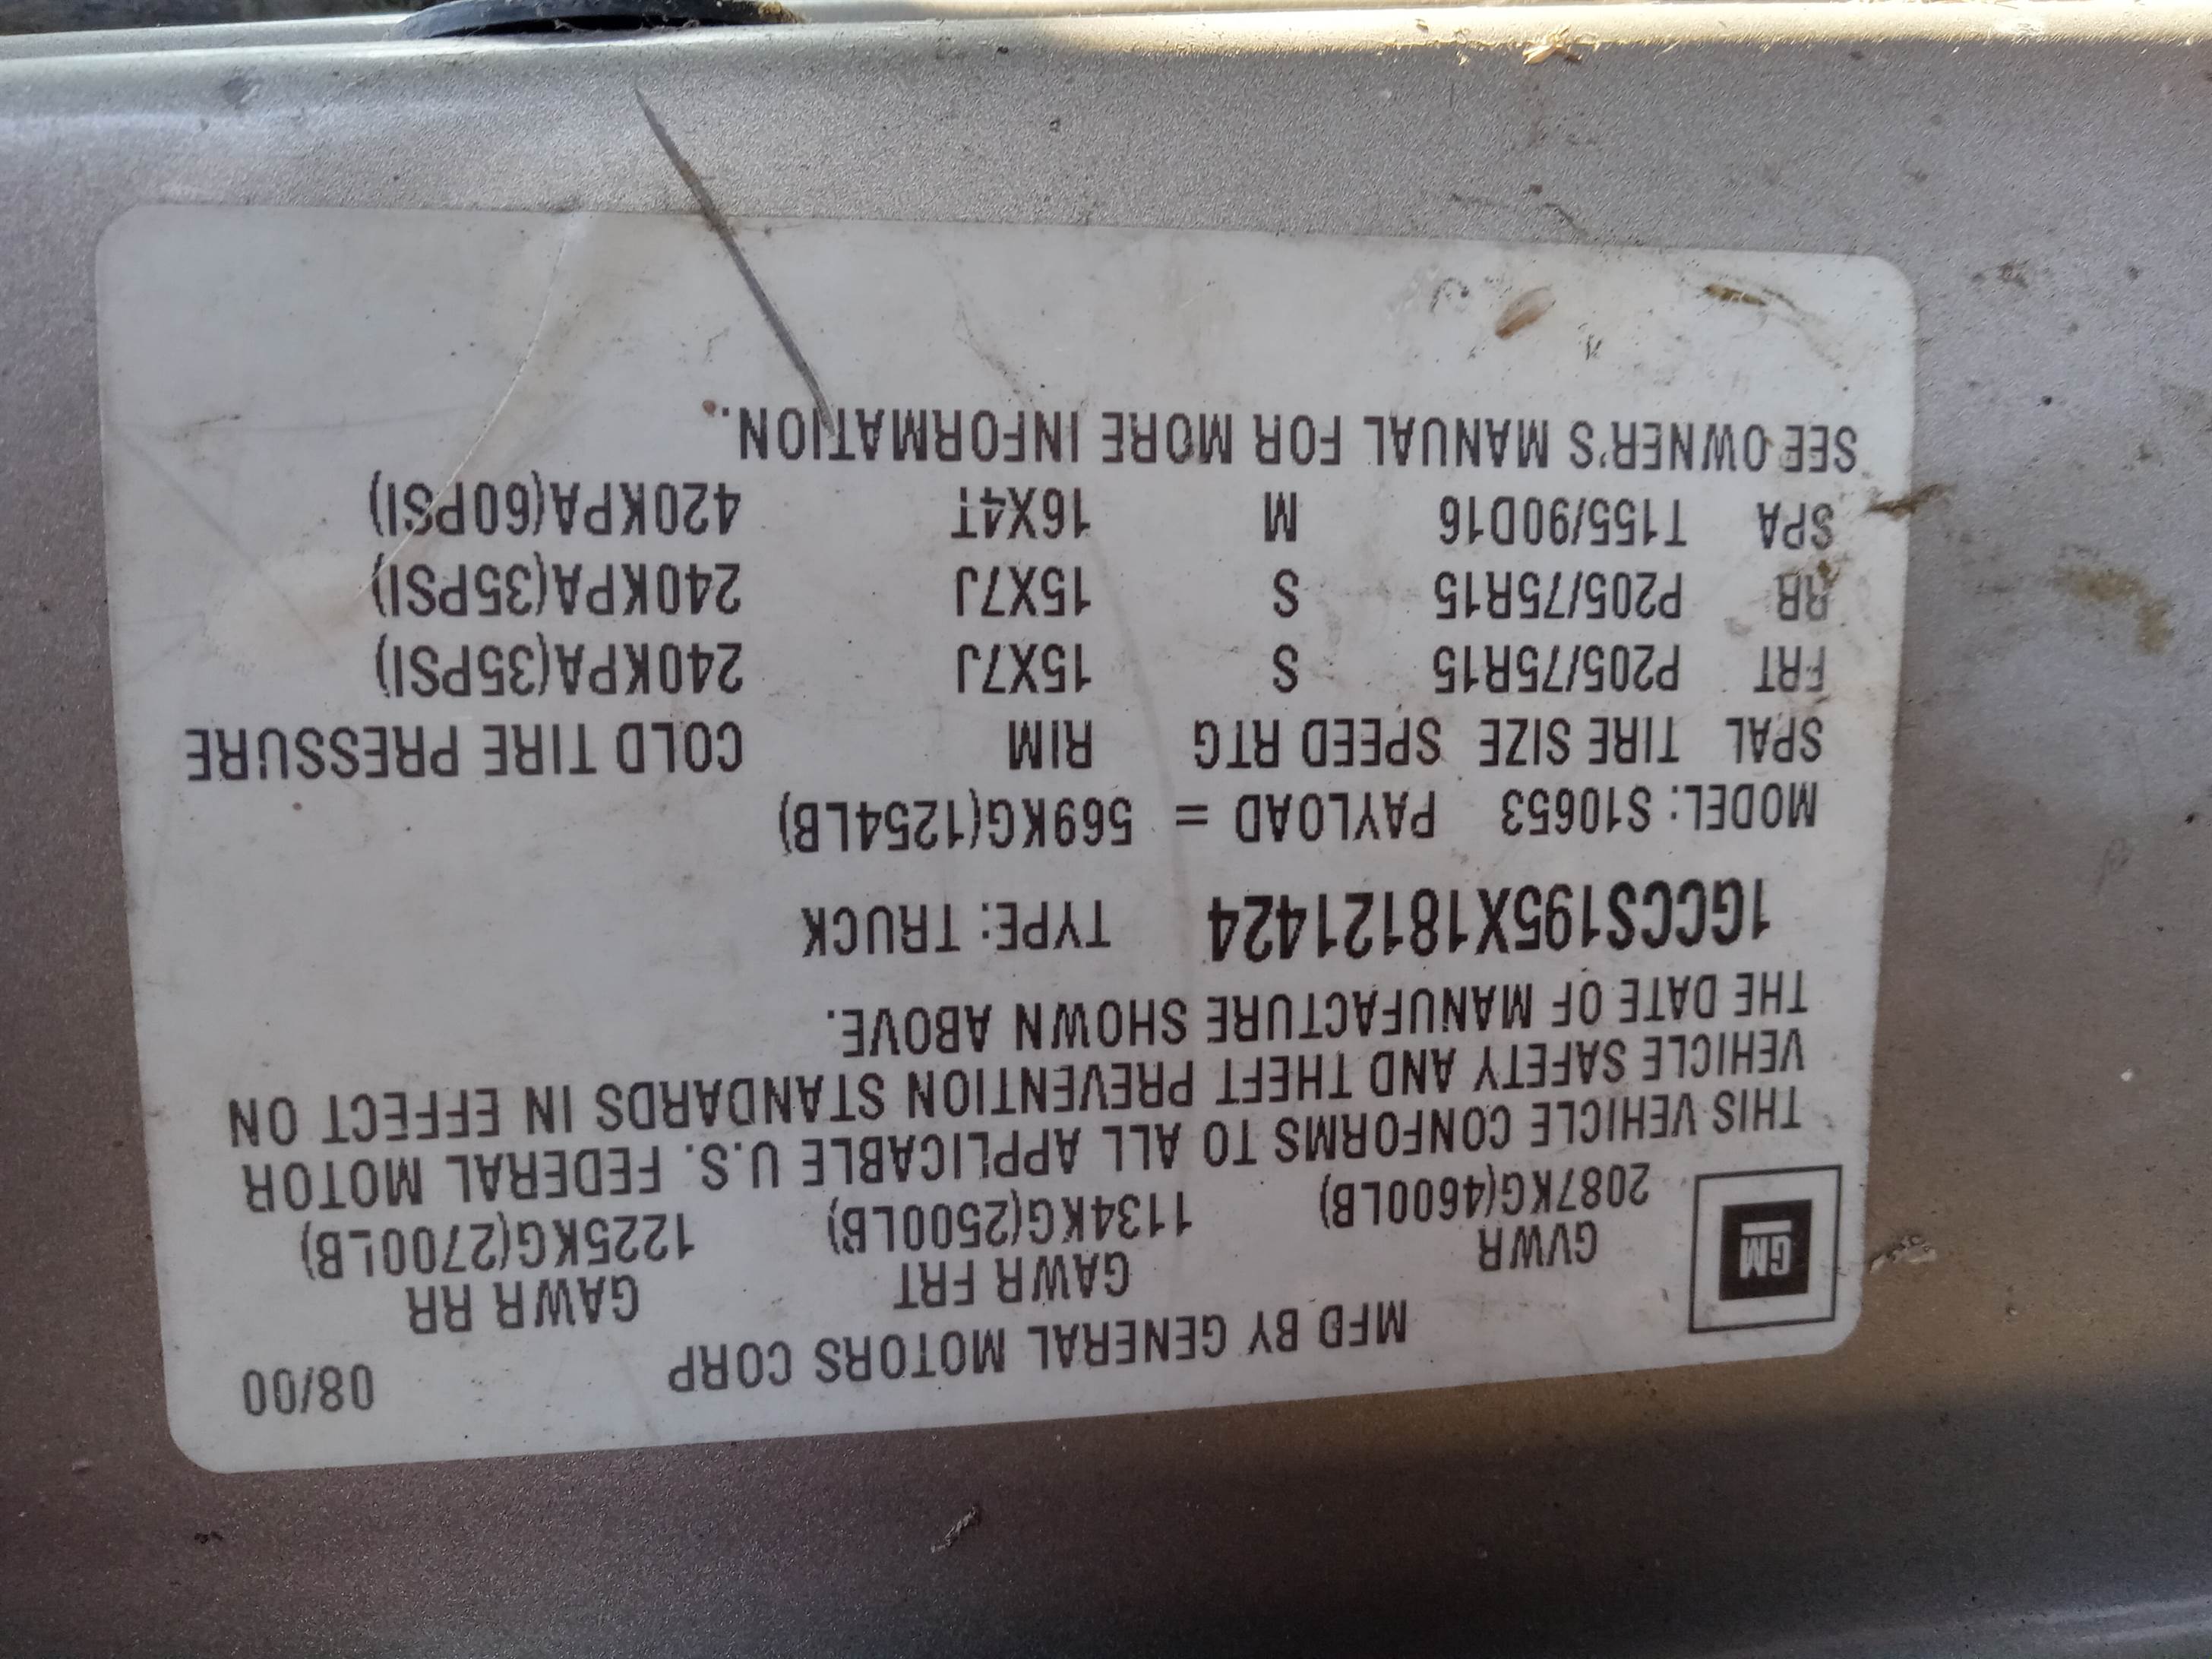 MFD BY GENERAL MOTORS CORP 08/00
GM
GVWR GAWR FRT GAWR RR
2087KG(4600LB) 1134KG(2500LB) 1225KG(2700LB)
THIS VEHICLE CONFORMS TO ALL APPLICABLE U.S. FEDERAL MOTOR
VEHICLE SAFETY AND THEFT PREVENTION STANDARDS IN EFFECT ON
THE DATE OF MANUFACTURE SHOWN ABOVE.
1GCCS195X18121424 TYPE: TRUCK
MODEL: S10653 PAYLOAD = 569KG(1254LB)
SPAL TIRE SIZE SPEED RTG RIM COLD TIRE PRESSURE
FRT P205/75R15 S 15X7J 240KPA(35PSI)
RR P205/75R15 S 15X7J 240KPA(35PSI)
SPA T155/90D16 M 16X4T 420KPA(60PSI)
SEE OWNER'S MANUAL FOR MORE INFORMATION.